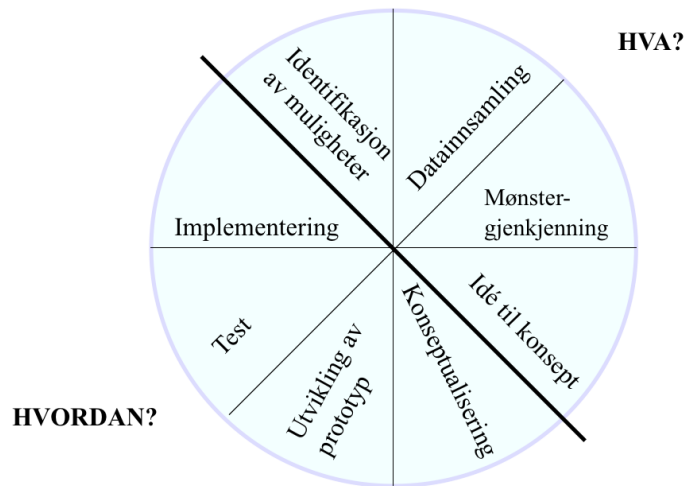 HVA?
Identifikasjon
av muligheter
Datainnsamling
Mønster-
gjenkjenning
Idé til konsept
Konseptualisering
Utvikling av
prototyp
Test
Implementering
HVORDAN?